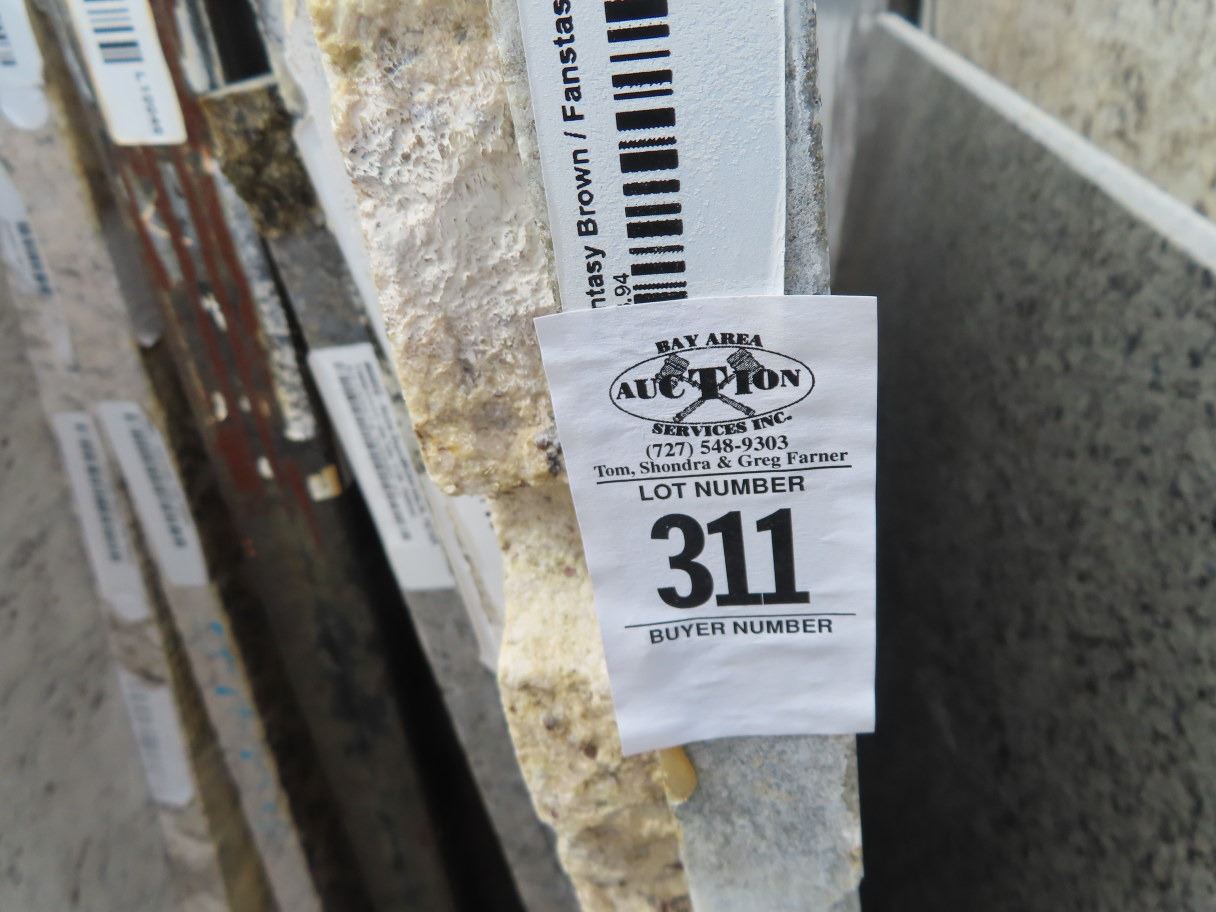 ntasy Brown / Fanstas
.94
BAY AREA
AUCTION
SERVICES INC.
(727) 548-9303
Tom, Shondra & Greg Farner
LOT NUMBER
311
BUYER NUMBER